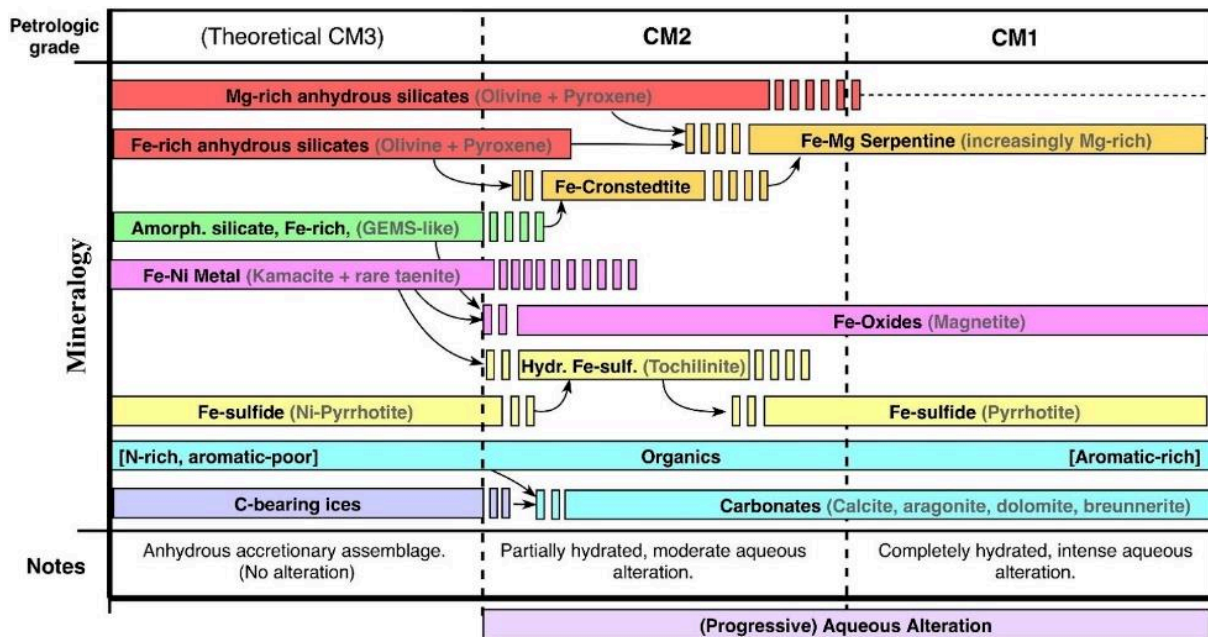 Petrologic grade
(Theoretical CM3)
CM2
CM1
Mineralogy
Mg-rich anhydrous silicates (Olivine + Pyroxene)
Fe-rich anhydrous silicates (Olivine + Pyroxene)
Fe-Mg Serpentine (increasingly Mg-rich)
Fe-Cronstedtite
Amorph. silicate, Fe-rich, (GEMS-like)
Fe-Ni Metal (Kamacite + rare taenite)
Fe-Oxides (Magnetite)
Hydr. Fe-sulf. (Tochilinite)
Fe-sulfide (Ni-Pyrrhotite)
Fe-sulfide (Pyrrhotite)
[N-rich, aromatic-poor]
Organics
[Aromatic-rich]
C-bearing ices
Carbonates (Calcite, aragonite, dolomite, breunnerite)
Notes
Anhydrous accretionary assemblage.
(No alteration)
Partially hydrated, moderate aqueous
alteration.
Completely hydrated, intense aqueous
alteration.
(Progressive) Aqueous Alteration